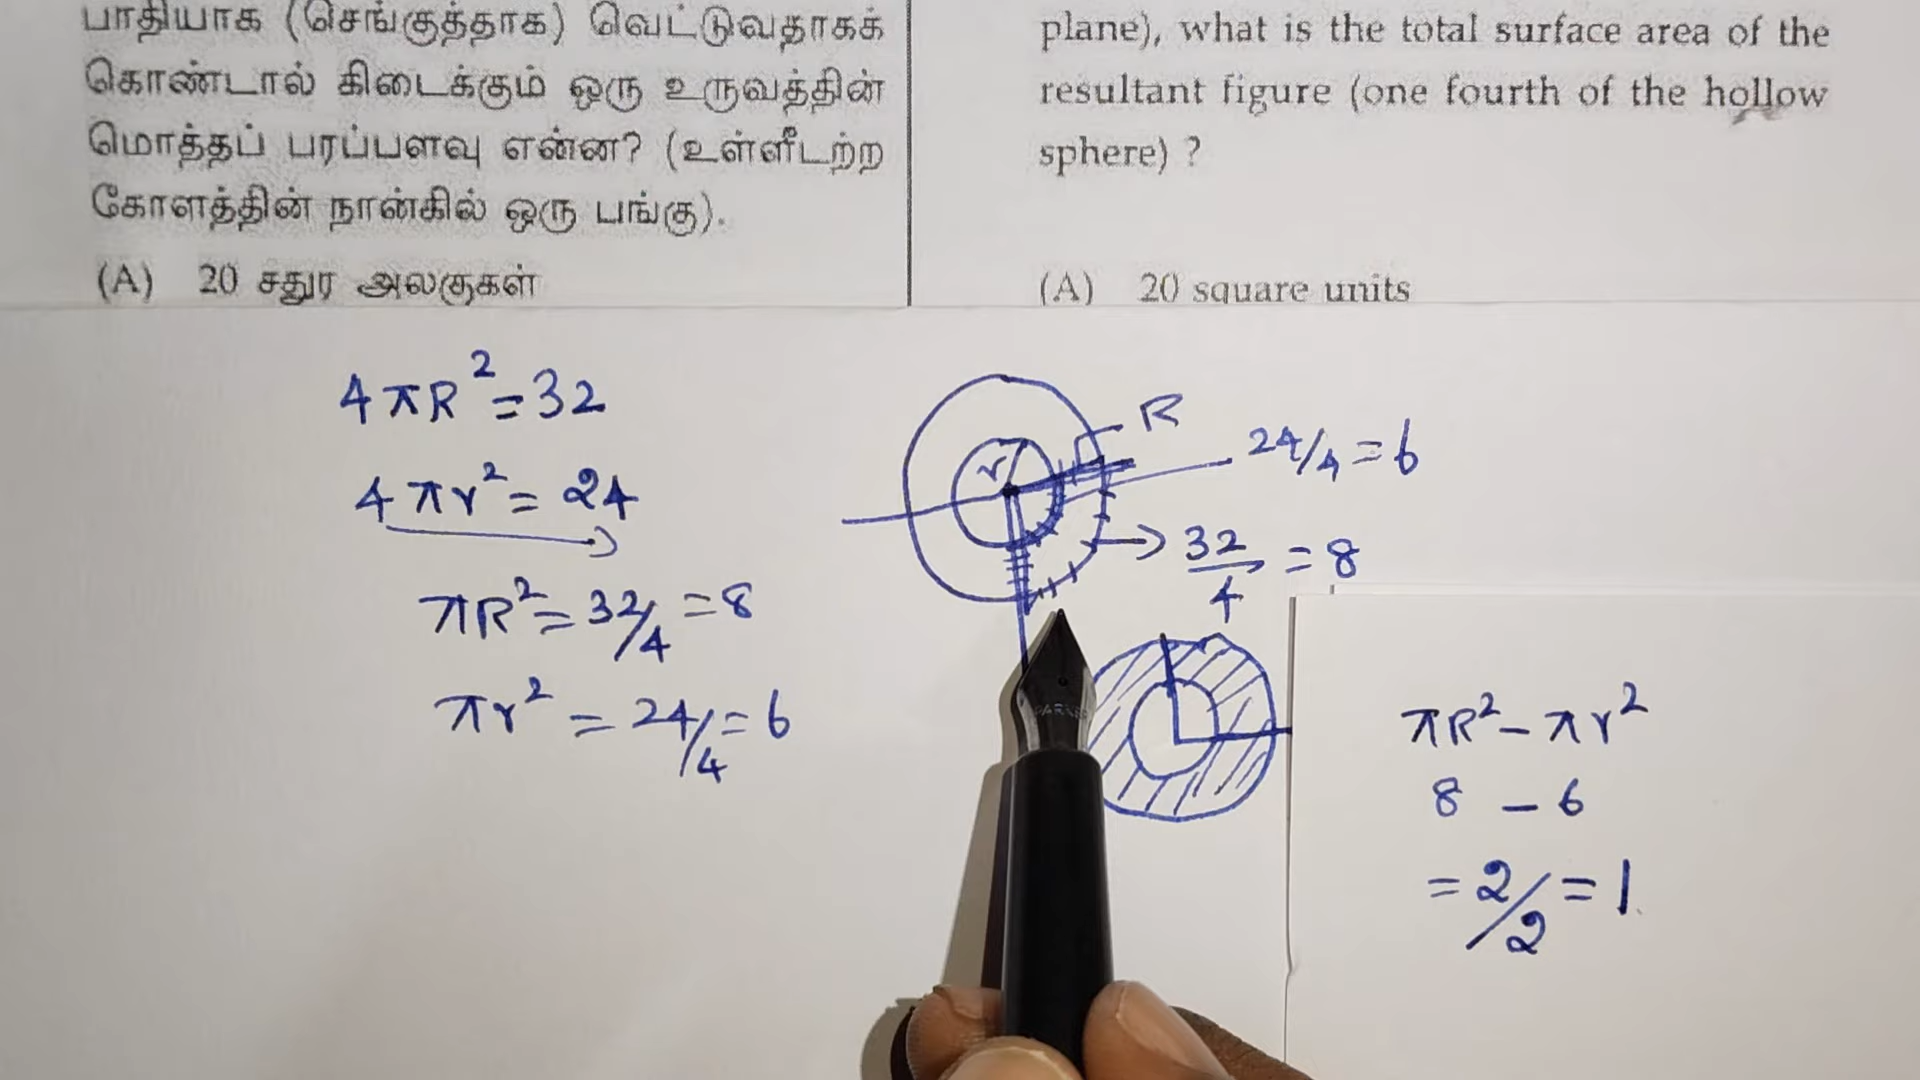 பாதியாக (செங்குத்தாக) வெட்டுவதாகக்
கொண்டால் கிடைக்கும் ஒரு உருவத்தின்
மொத்தப் பரப்பளவு என்ன? (உள்ளீடற்ற
கோளத்தின் நான்கில் ஒரு பங்கு).
(A) 20 சதுர அலகுகள்
plane), what is the total surface area of the
resultant figure (one fourth of the hollow
sphere) ?
(A) 20 square units
4πR² = 32
4πr² = 24
πR² = 32/4 = 8
πr² = 24/4 = 6
r
R
24/4 = 6
32/4 = 8
πR² - πr²
8 - 6
= 2/2 = 1
PARKER